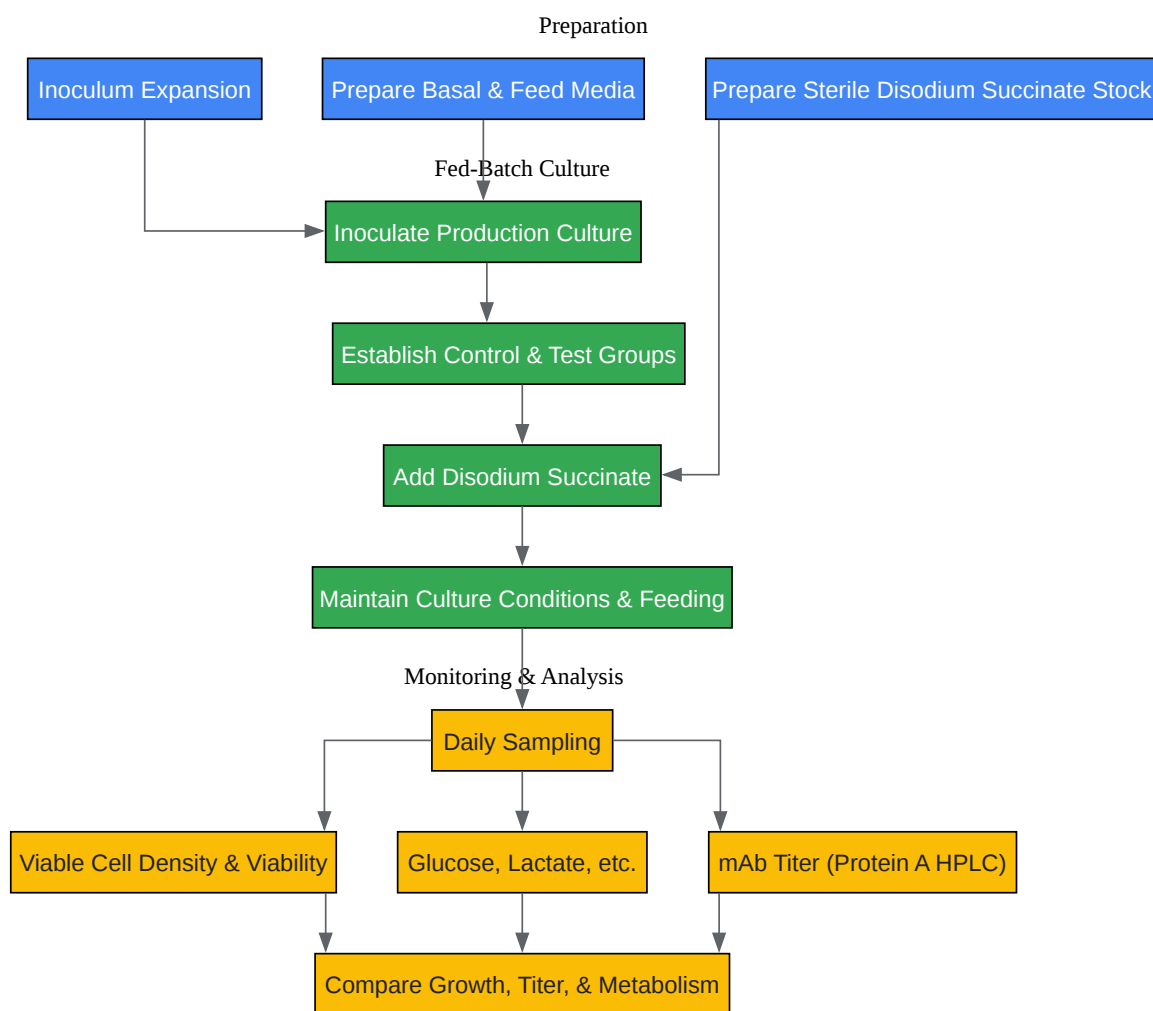 Preparation
Inoculum Expansion
Prepare Basal & Feed Media
Prepare Sterile Disodium Succinate Stock
Fed-Batch Culture
Inoculate Production Culture
Establish Control & Test Groups
Add Disodium Succinate
Maintain Culture Conditions & Feeding
Monitoring & Analysis
Daily Sampling
Viable Cell Density & Viability
Glucose, Lactate, etc.
mAb Titer (Protein A HPLC)
Compare Growth, Titer, & Metabolism